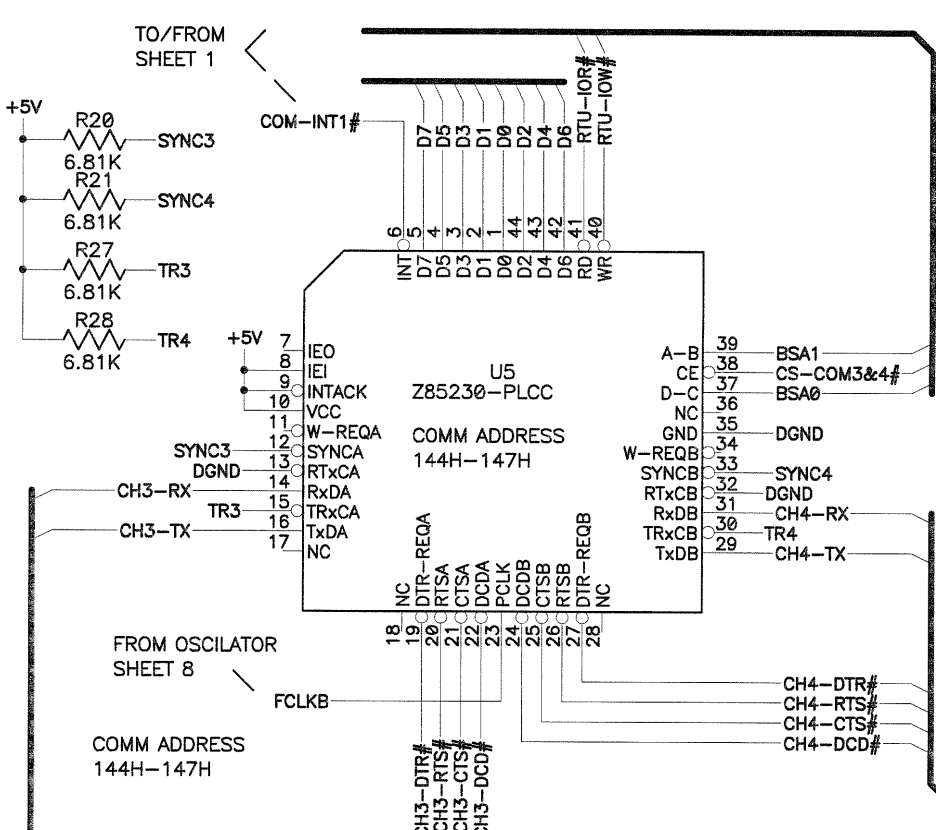 TO/FROM
SHEET 1
+5V
R20
6.81K
SYNC3
R21
6.81K
SYNC4
R27
6.81K
TR3
R28
6.81K
TR4
COM-INT1#
D7
D5
D3
D1
D0
D2
D4
D6
RTU-IOR#
RTU-IOW#
6
5
4
3
2
1
44
43
42
41
40
INT
D7
D5
D3
D1
D0
D2
D4
D6
RD
WR
+5V
7 IEO
8 IEI
9 INTACK
10 VCC
11 W-REQA
SYNC3 12 SYNCA
DGND 13 RTxCA
CH3-RX 14 RxDA
TR3 15 TRxCA
CH3-TX 16 TxDA
17 NC
U5
Z85230-PLCC
COMM ADDRESS
144H-147H
A-B 39 BSA1
CE 38 CS-COM3&4#
D-C 37 BSA0
NC 36
GND 35 DGND
W-REQB 34
SYNCB 33 SYNC4
RTxCB 32 DGND
RxDB 31 CH4-RX
TRxCB 30 TR4
TxDB 29 CH4-TX
NC
DTR-REQA
RTSA
CTSA
DCDA
PCLK
DCDB
CTSB
RTSB
DTR-REQB
NC
18
19
20
21
22
23
24
25
26
27
28
FROM OSCILATOR
SHEET 8
FCLKB
COMM ADDRESS
144H-147H
CH3-DTR#
CH3-RTS#
CH3-CTS#
CH3-DCD#
CH4-DTR#
CH4-RTS#
CH4-CTS#
CH4-DCD#